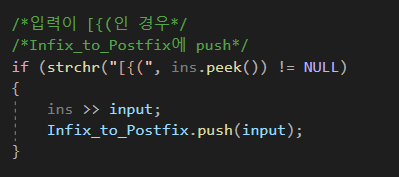 /*입력이 [{(인 경우*/
/*Infix_to_Postfix에 push*/
if (strchr("[{(", ins.peek()) != NULL)
{
    ins >> input;
    Infix_to_Postfix.push(input);
}